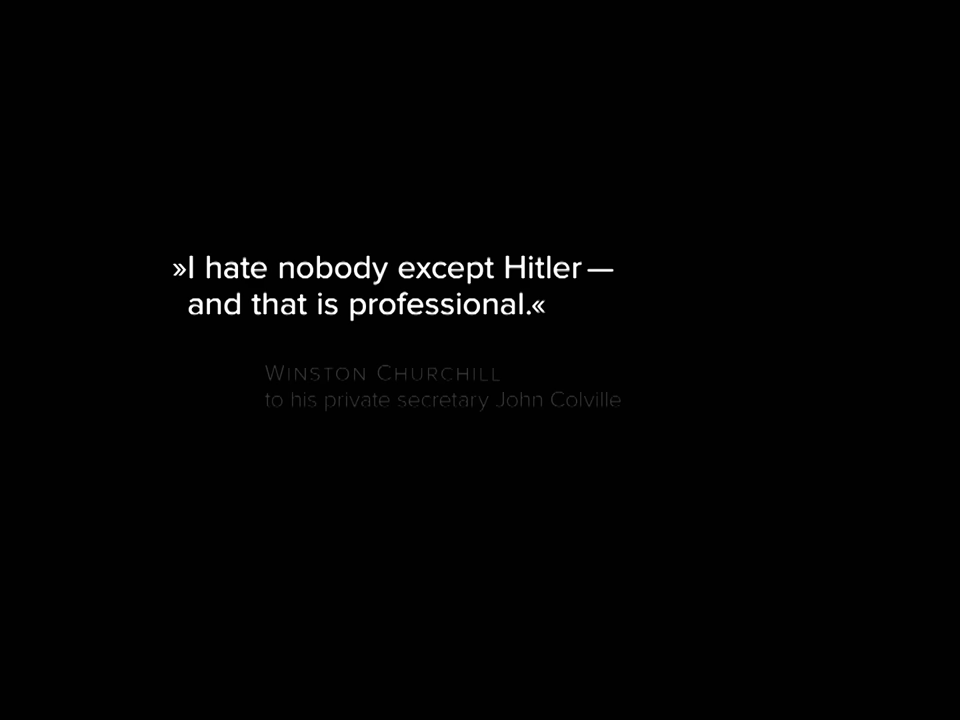 »I hate nobody except Hitler —
and that is professional.«
WINSTON CHURCHILL
to his private secretary John Colville